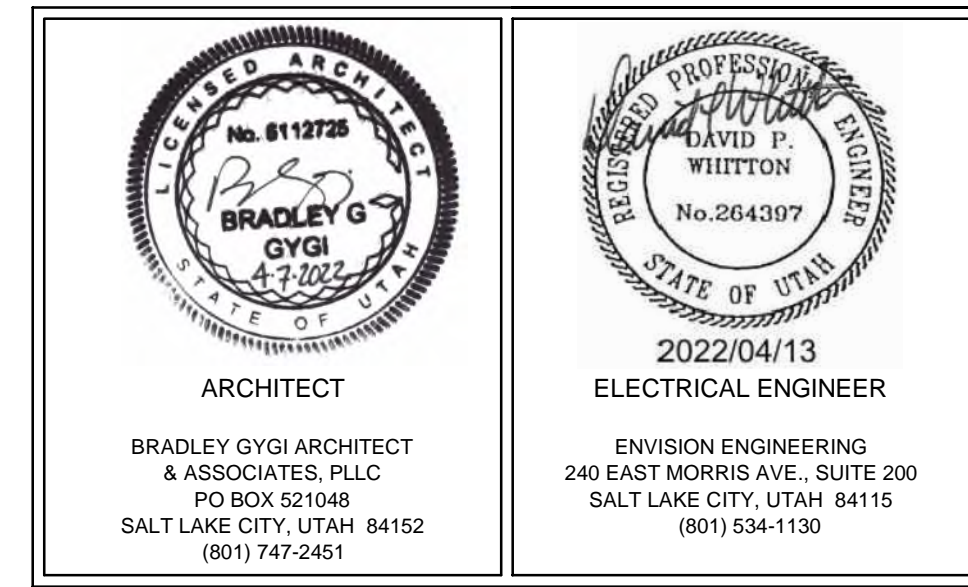 LICENSED ARCHITECT
No. 6112725
BRADLEY G
GYGI
4-7-2022
STATE OF UTAH
ARCHITECT
BRADLEY GYGI ARCHITECT
& ASSOCIATES, PLLC
PO BOX 521048
SALT LAKE CITY, UTAH  84152
(801) 747-2451
REGISTERED PROFESSIONAL ENGINEER
DAVID P.
WHITTON
No.264397
STATE OF UTAH
2022/04/13
ELECTRICAL ENGINEER
ENVISION ENGINEERING
240 EAST MORRIS AVE., SUITE 200
SALT LAKE CITY, UTAH  84115
(801) 534-1130